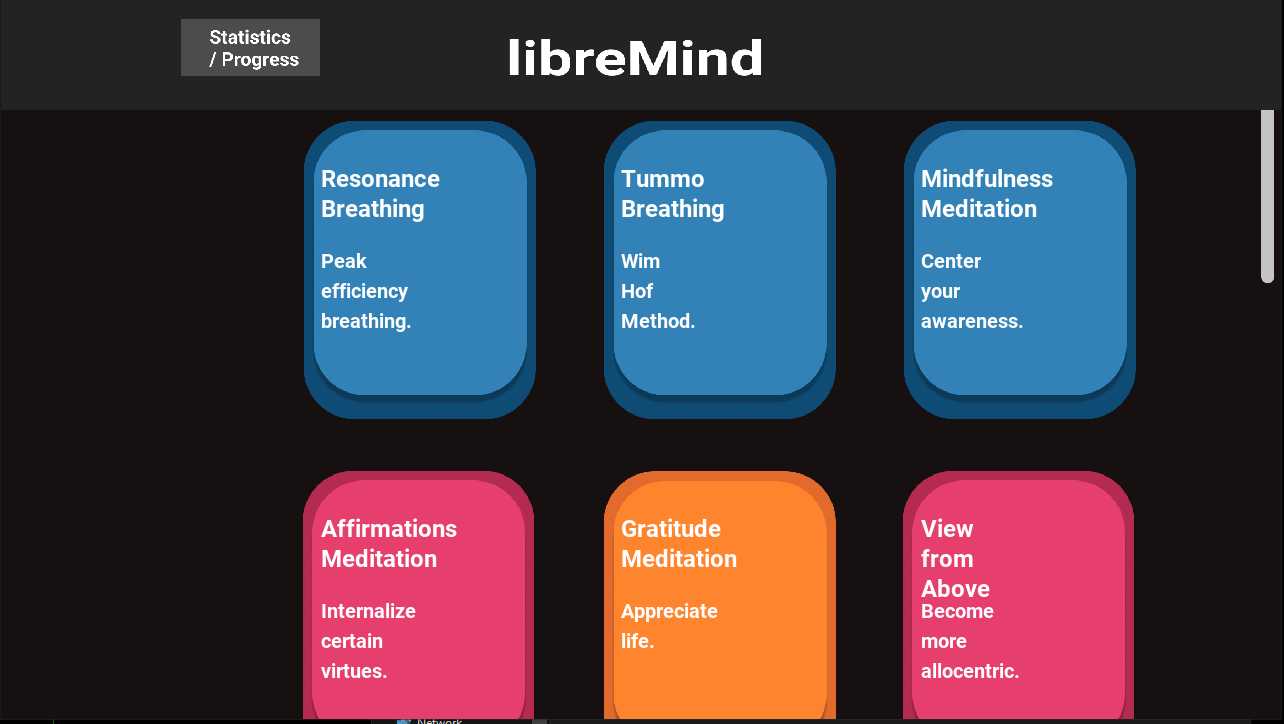 Statistics
/ Progress
libreMind
Resonance
Breathing
Peak
efficiency
breathing.
Tummo
Breathing
Wim
Hof
Method.
Mindfulness
Meditation
Center
your
awareness.
Affirmations
Meditation
Internalize
certain
virtues.
Gratitude
Meditation
Appreciate
life.
View
from
Above
Become
more
allocentric.
Network